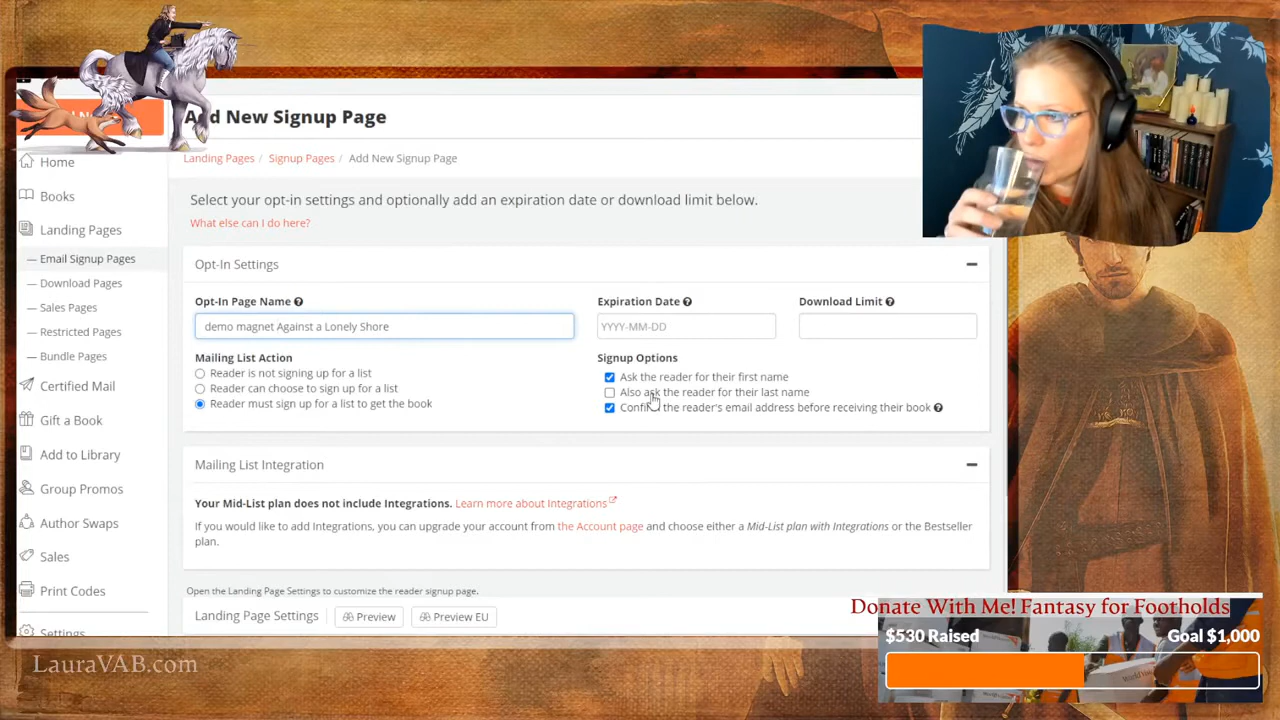 Add New Signup Page
Landing Pages / Signup Pages / Add New Signup Page
Select your opt-in settings and optionally add an expiration date or download limit below.
What else can I do here?
Home
Books
Landing Pages
— Email Signup Pages
— Download Pages
— Sales Pages
— Restricted Pages
— Bundle Pages
Certified Mail
Gift a Book
Add to Library
Group Promos
Author Swaps
Sales
Print Codes
Settings
Opt-In Settings
Opt-In Page Name
Expiration Date
Download Limit
demo magnet Against a Lonely Shore
YYYY-MM-DD
Mailing List Action
Reader is not signing up for a list
Reader can choose to sign up for a list
Reader must sign up for a list to get the book
Signup Options
Ask the reader for their first name
Also ask the reader for their last name
Confirm the reader's email address before receiving their book
Mailing List Integration
Your Mid-List plan does not include Integrations. Learn more about Integrations
If you would like to add Integrations, you can upgrade your account from the Account page and choose either a Mid-List plan with Integrations or the Bestseller
plan.
Open the Landing Page Settings to customize the reader signup page.
Landing Page Settings
Preview
Preview EU
Donate With Me! Fantasy for Footholds
$530 Raised
Goal $1,000
LauraVAB.com